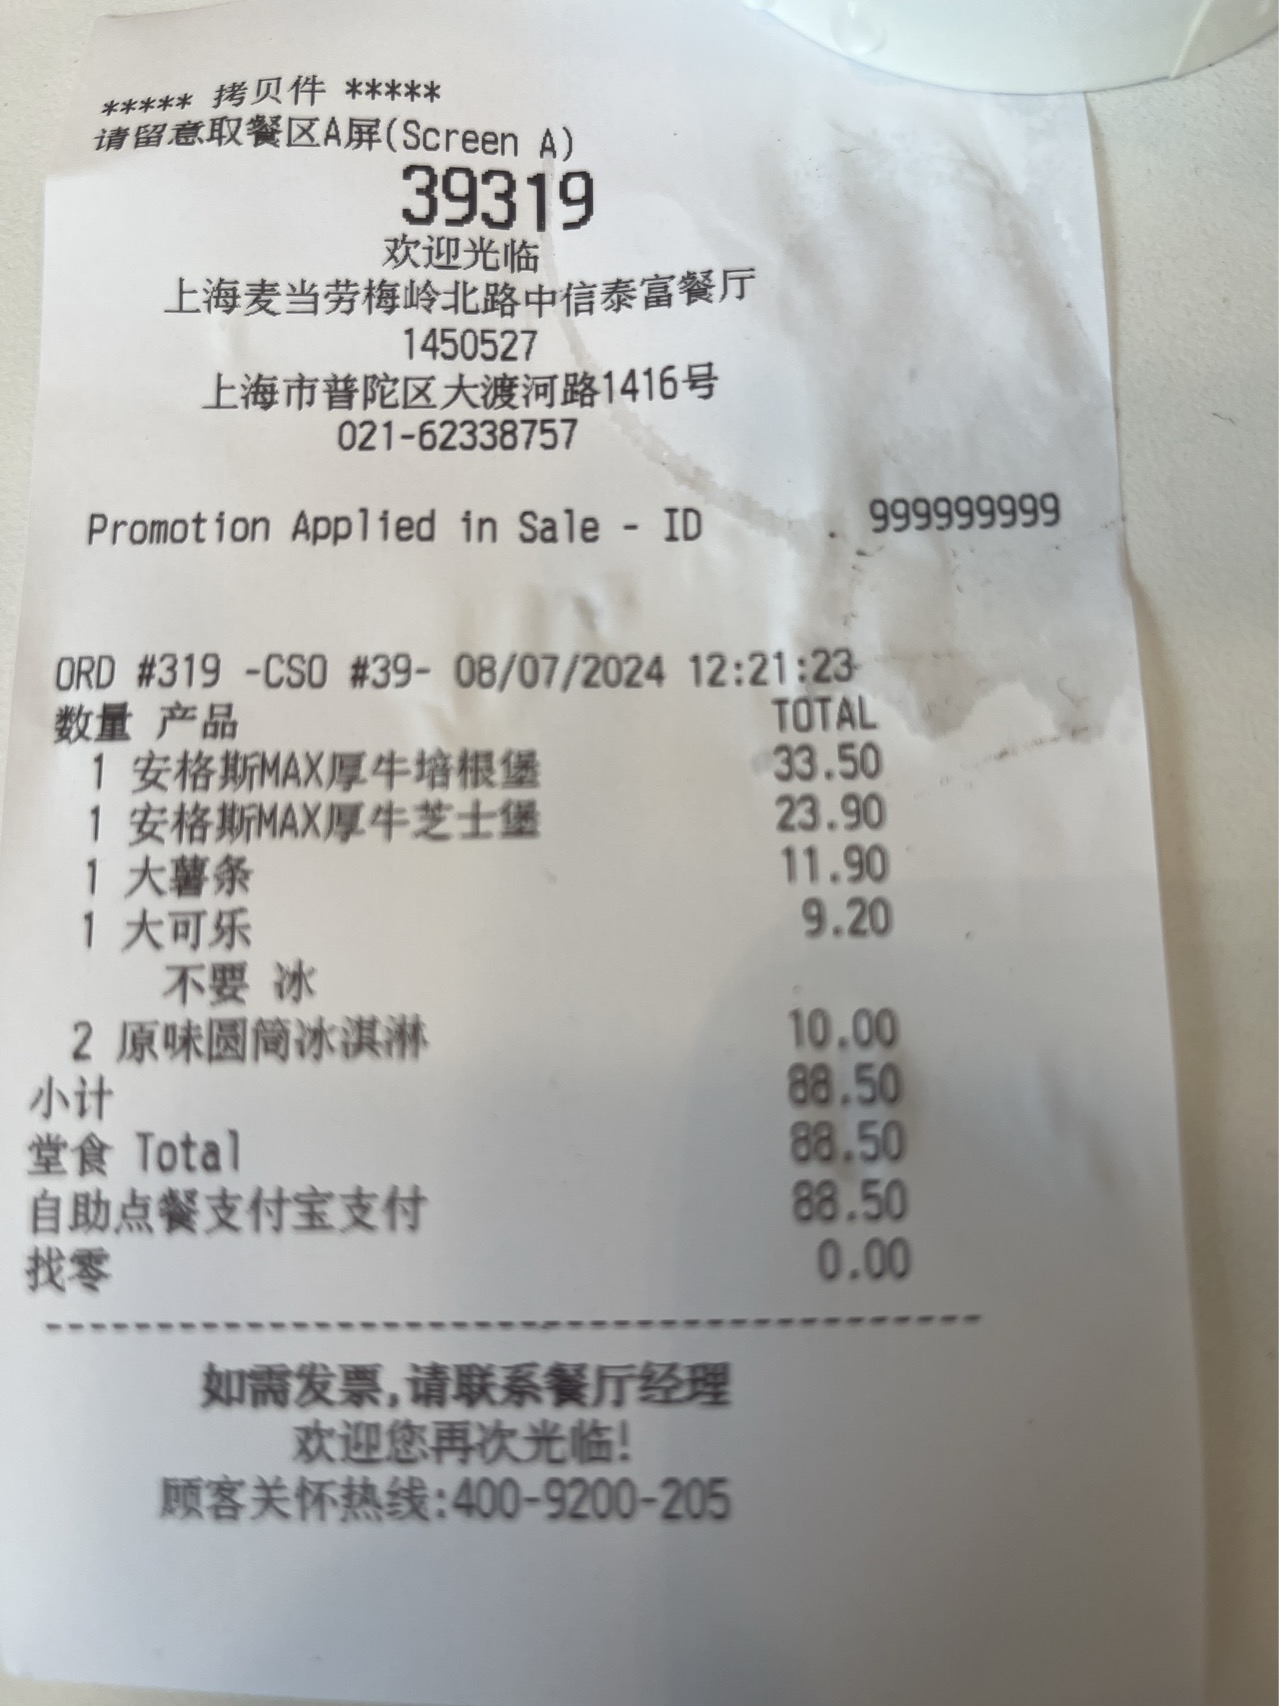 ***** 拷贝件 *****
请留意取餐区A屏(Screen A)
39319
欢迎光临
上海麦当劳梅岭北路中信泰富餐厅
1450527
上海市普陀区大渡河路1416号
021-62338757
Promotion Applied in Sale - ID . 999999999
ORD #319 -CSO #39- 08/07/2024 12:21:23
数量 产品 TOTAL
1 安格斯MAX厚牛培根堡 33.50
1 安格斯MAX厚牛芝士堡 23.90
1 大薯条 11.90
1 大可乐 9.20
不要 冰
2 原味圆筒冰淇淋 10.00
小计 88.50
堂食 Total 88.50
自助点餐支付宝支付 88.50
找零 0.00
----------------------------------------
如需发票,请联系餐厅经理
欢迎您再次光临!
顾客关怀热线:400-9200-205